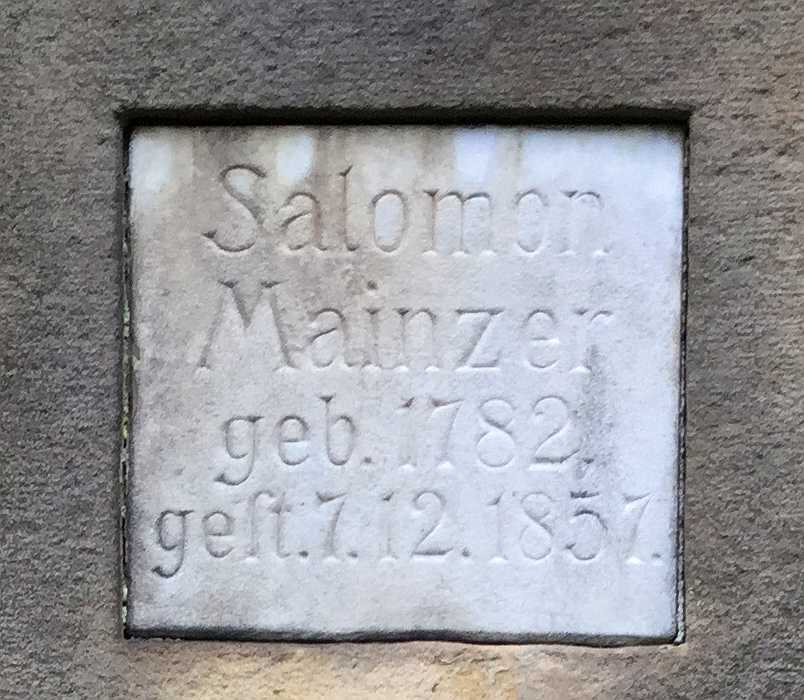 Salomon
Mainzer
geb. 1782.
geſt. 7. 12. 1857.